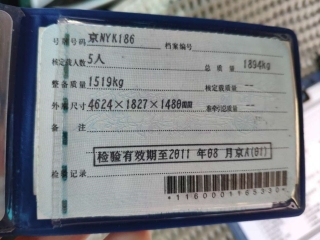 号牌号码 京NYK186 档案编号
核定载人数 5人 总质量 1894kg
整备质量 1519kg 核定载质量 --
外廓尺寸 4624×1827×1480mm 准牵引总质量 --
备 注
检验有效期至2011 年08 月京A(01)
检验记录